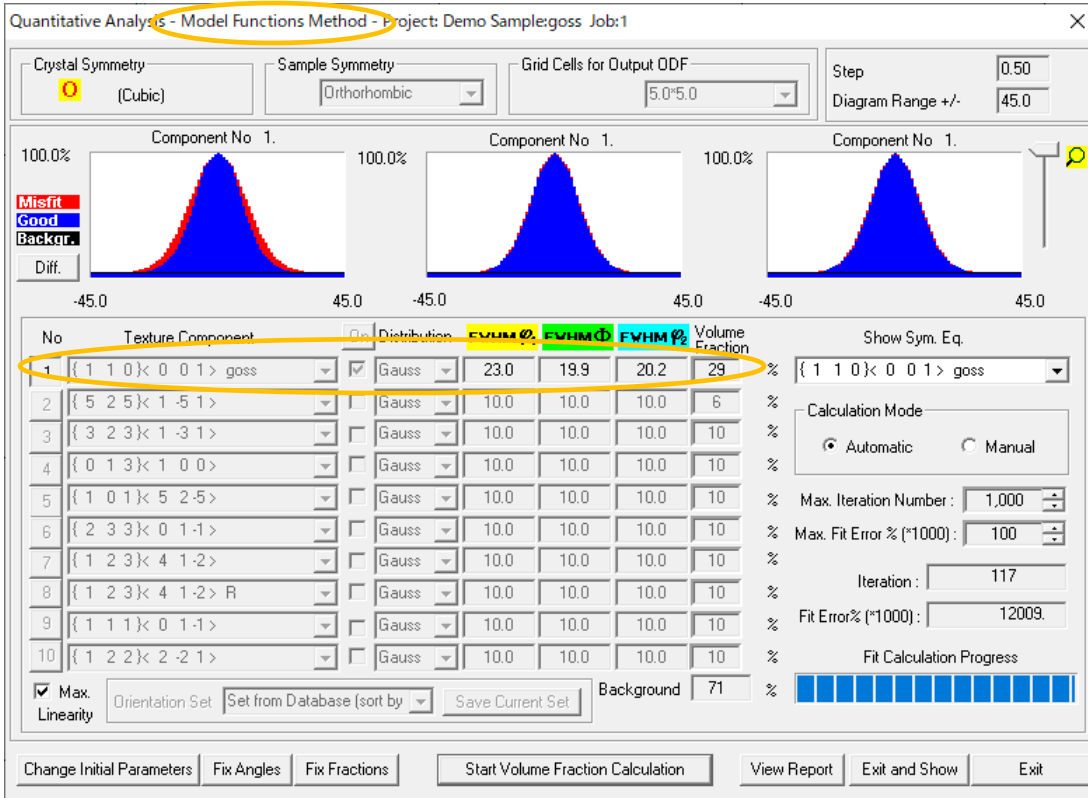 Quantitative Analysis - Model Functions Method - Project: Demo Sample:goss Job:1
Crystal Symmetry
O (Cubic)
Sample Symmetry
Orthorhombic
Grid Cells for Output ODF
5.0*5.0
Step 0.50
Diagram Range +/- 45.0
Component No 1. Component No 1. Component No 1.
100.0% 100.0% 100.0%
Misfit
Good
Backgr.
Diff.
-45.0 45.0 -45.0 45.0 -45.0 45.0
No Texture Component On Distribution FWHM φ1 FWHM Φ FWHM φ2 Volume Fraction
1 { 1 1 0}< 0 0 1> goss Gauss 23.0 19.9 20.2 29 %
2 { 5 2 5}< 1 -5 1> Gauss 10.0 10.0 10.0 6 %
3 { 3 2 3}< 1 -3 1> Gauss 10.0 10.0 10.0 10 %
4 { 0 1 3}< 1 0 0> Gauss 10.0 10.0 10.0 10 %
5 { 1 0 1}< 5 2 -5> Gauss 10.0 10.0 10.0 10 %
6 { 2 3 3}< 0 1 -1> Gauss 10.0 10.0 10.0 10 %
7 { 1 2 3}< 4 1 -2> Gauss 10.0 10.0 10.0 10 %
8 { 1 2 3}< 4 1 -2> R Gauss 10.0 10.0 10.0 10 %
9 { 1 1 1}< 0 1 -1> Gauss 10.0 10.0 10.0 10 %
10 { 1 2 2}< 2 -2 1> Gauss 10.0 10.0 10.0 10 %
Max. Linearity
Orientation Set Set from Database (sort by Save Current Set
Background 71 %
Show Sym. Eq.
{ 1 1 0}< 0 0 1> goss
Calculation Mode
Automatic Manual
Max. Iteration Number : 1,000
Max. Fit Error % (*1000) : 100
Iteration : 117
Fit Error% (*1000) : 12009.
Fit Calculation Progress
Change Initial Parameters Fix Angles Fix Fractions Start Volume Fraction Calculation View Report Exit and Show Exit